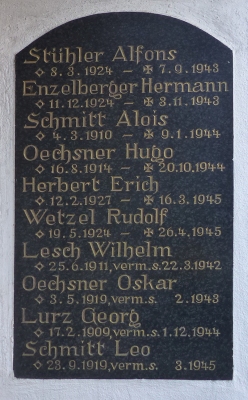 Stühler Alfons
◇ 8.3.1924 – ✠ 7.9.1943
Enzelberger Hermann
◇ 11.12.1924 – ✠ 3.11.1943
Schmitt Alois
◇ 4.3.1910 – ✠ 9.1.1944
Oechsner Hugo
◇ 16.8.1914 – ✠ 20.10.1944
Herbert Erich
◇ 12.2.1927 – ✠ 16.3.1945
Wetzel Rudolf
◇ 19.5.1924 – ✠ 26.4.1945
Lesch Wilhelm
◇ 25.6.1911, verm.s. 22.3.1942
Oechsner Oskar
◇ 3.5.1919, verm.s. 2.1943
Lurz Georg
◇ 17.2.1909, verm.s. 1.12.1944
Schmitt Leo
◇ 23.9.1919, verm.s. 3.1945